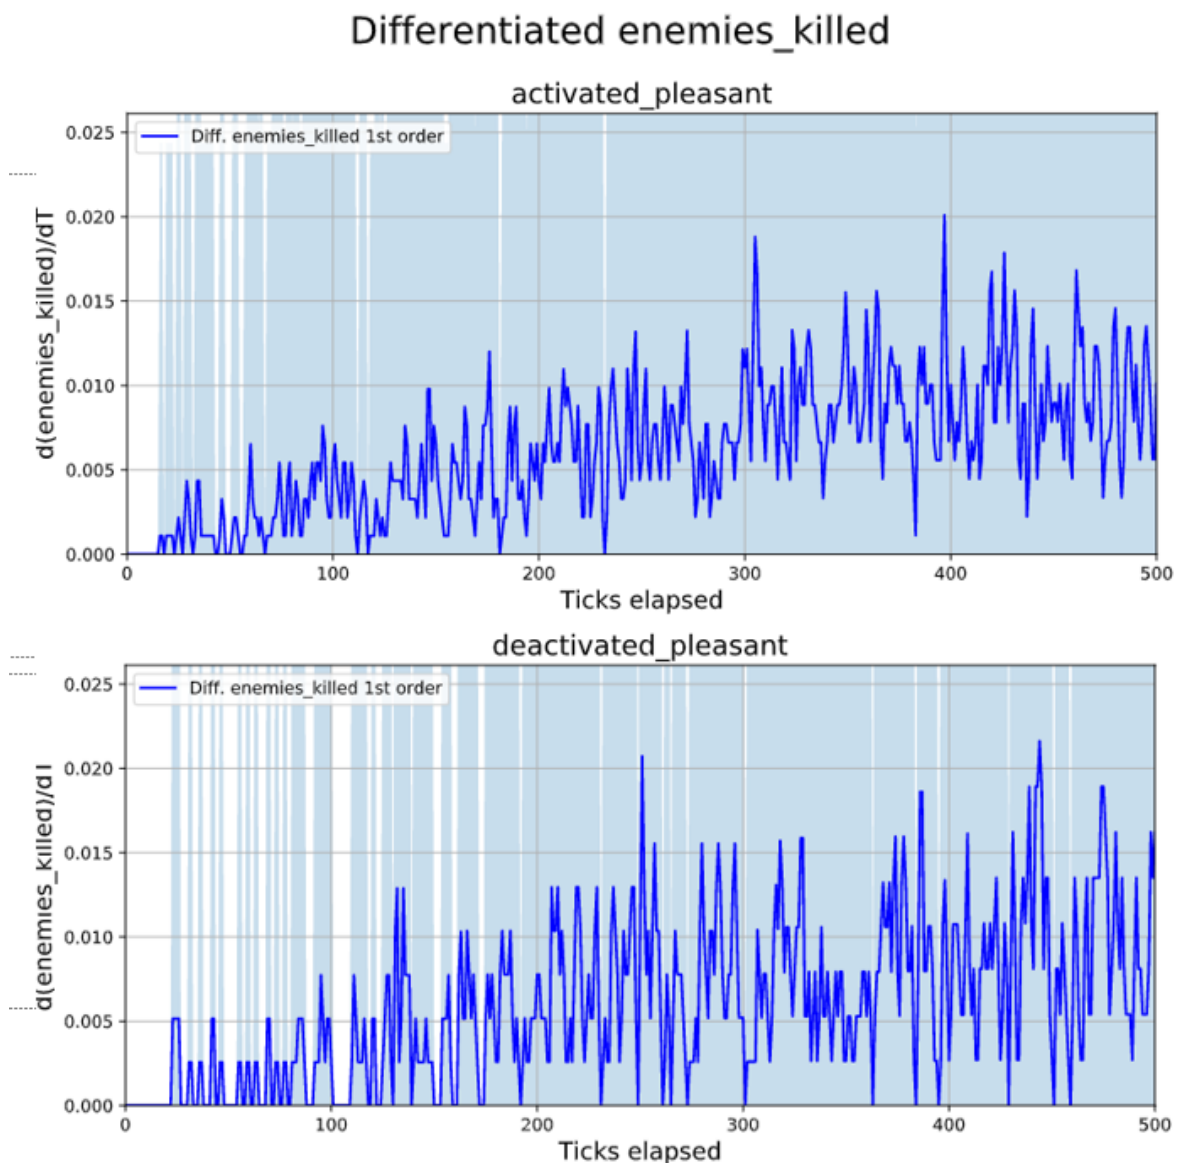 Differentiated enemies_killed
activated_pleasant
Diff. enemies_killed 1st order
d(enemies_killed)/dT
0.025
0.020
0.015
0.010
0.005
0.000
0 100 200 300 400 500
Ticks elapsed
deactivated_pleasant
Diff. enemies_killed 1st order
d(enemies_killed)/dT
0.025
0.020
0.015
0.010
0.005
0.000
0 100 200 300 400 500
Ticks elapsed